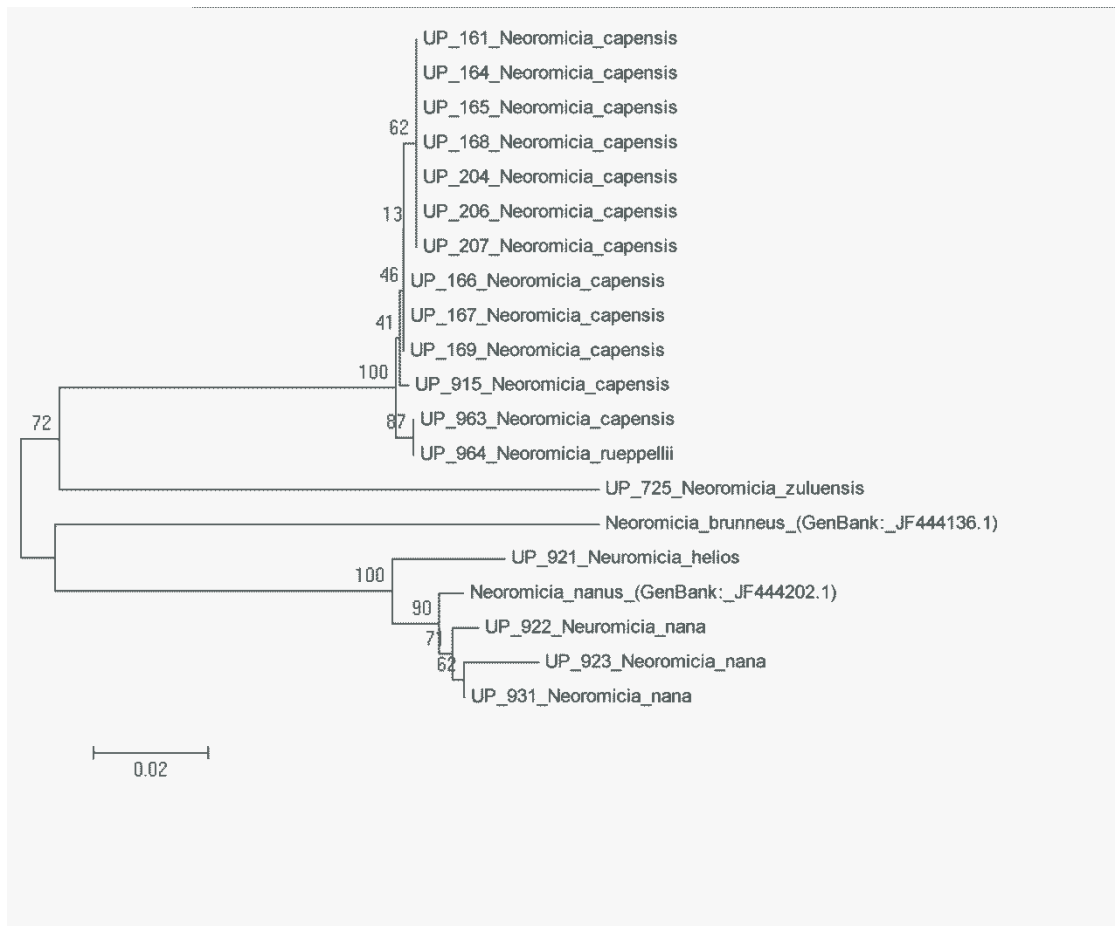 UP_161_Neoromicia_capensis
UP_164_Neoromicia_capensis
UP_165_Neoromicia_capensis
62
UP_168_Neoromicia_capensis
UP_204_Neoromicia_capensis
13
UP_206_Neoromicia_capensis
UP_207_Neoromicia_capensis
46
UP_166_Neoromicia_capensis
41
UP_167_Neoromicia_capensis
UP_169_Neoromicia_capensis
100
UP_915_Neoromicia_capensis
72
87
UP_963_Neoromicia_capensis
UP_964_Neoromicia_rueppellii
UP_725_Neoromicia_zuluensis
Neoromicia_brunneus_(GenBank:_JF444136.1)
UP_921_Neuromicia_helios
100
Neoromicia_nanus_(GenBank:_JF444202.1)
90
UP_922_Neuromicia_nana
71
62
UP_923_Neoromicia_nana
UP_931_Neoromicia_nana
0.02